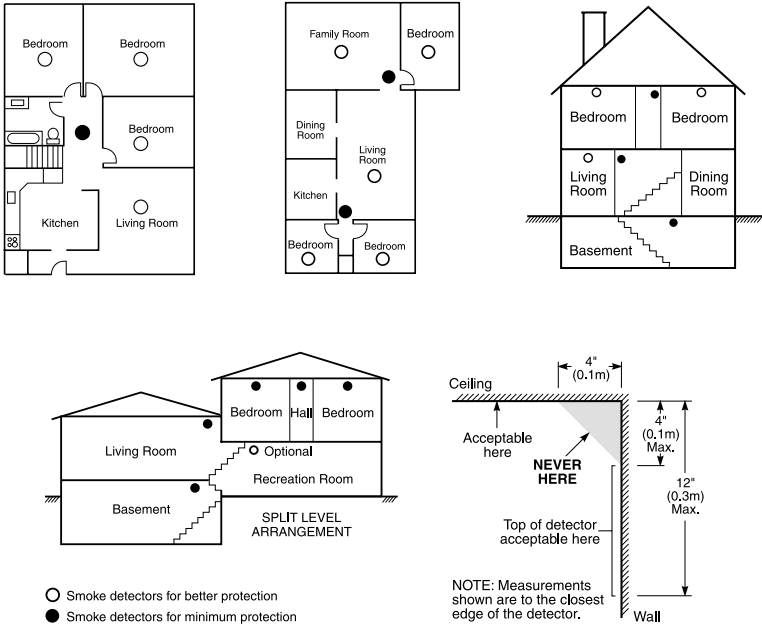 Bedroom
Bedroom
Bedroom
Kitchen
Living Room
Family Room
Bedroom
Dining
Room
Living
Room
Kitchen
Bedroom
Bedroom
Bedroom
Bedroom
Living
Room
Dining
Room
Basement
Bedroom
Hall
Bedroom
Living Room
Optional
Recreation Room
Basement
SPLIT LEVEL
ARRANGEMENT
Smoke detectors for better protection
Smoke detectors for minimum protection
4"
(0.1m)
Ceiling
Acceptable
here
NEVER
HERE
4"
(0.1m)
Max.
12"
(0.3m)
Max.
Top of detector
acceptable here
NOTE: Measurements
shown are to the closest
edge of the detector.
Wall